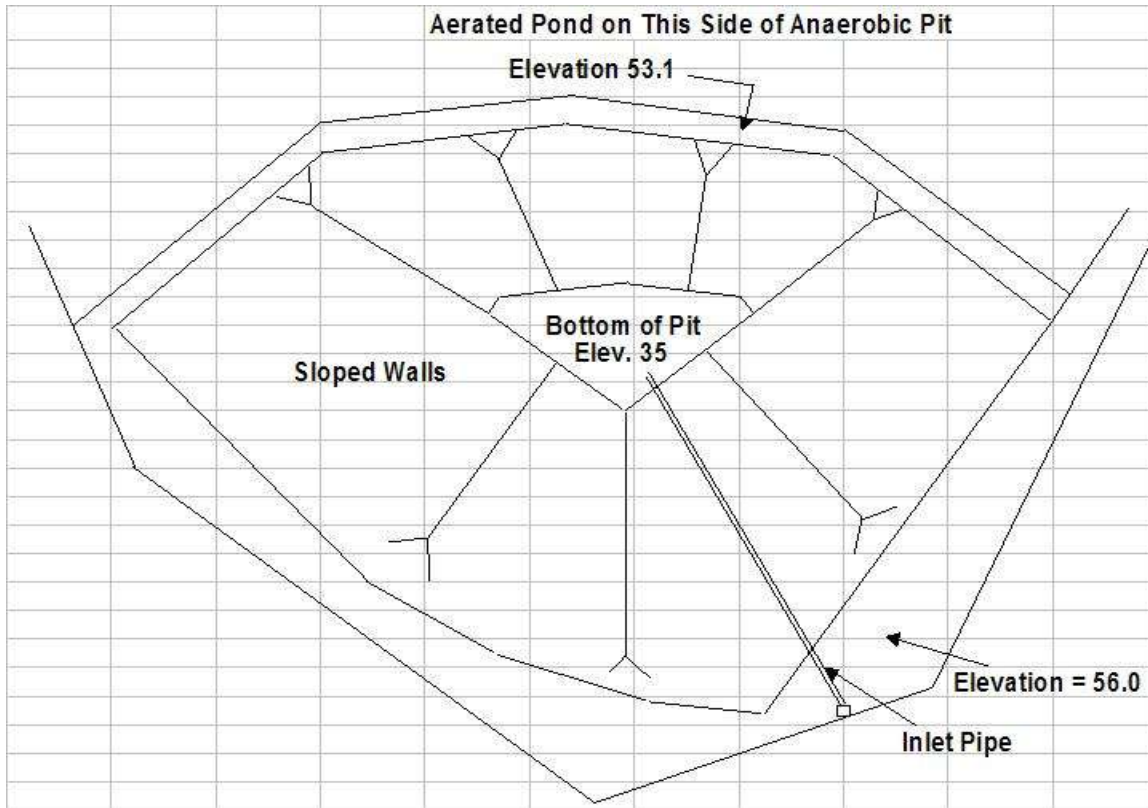 Aerated Pond on This Side of Anaerobic Pit
Elevation 53.1
Bottom of Pit
Elev. 35
Sloped Walls
Elevation = 56.0
Inlet Pipe